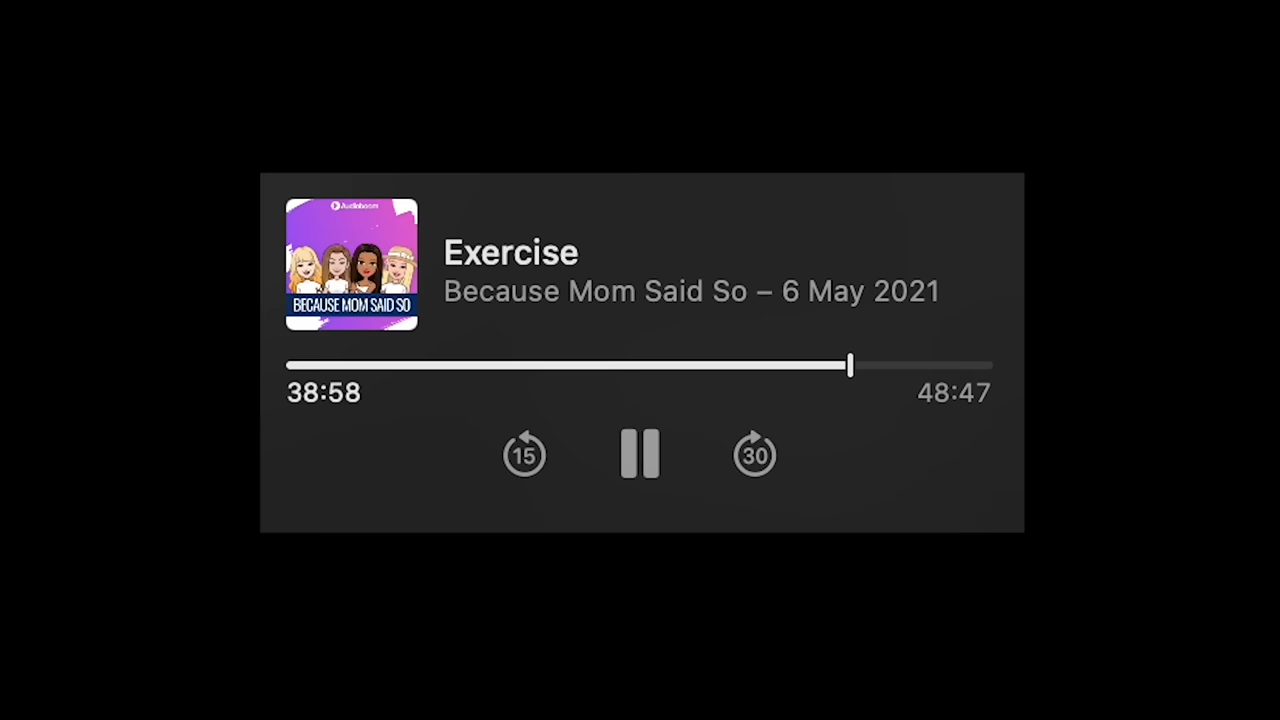 Audioboom
BECAUSE MOM SAID SO
Exercise
Because Mom Said So – 6 May 2021
38:58
48:47
15
30